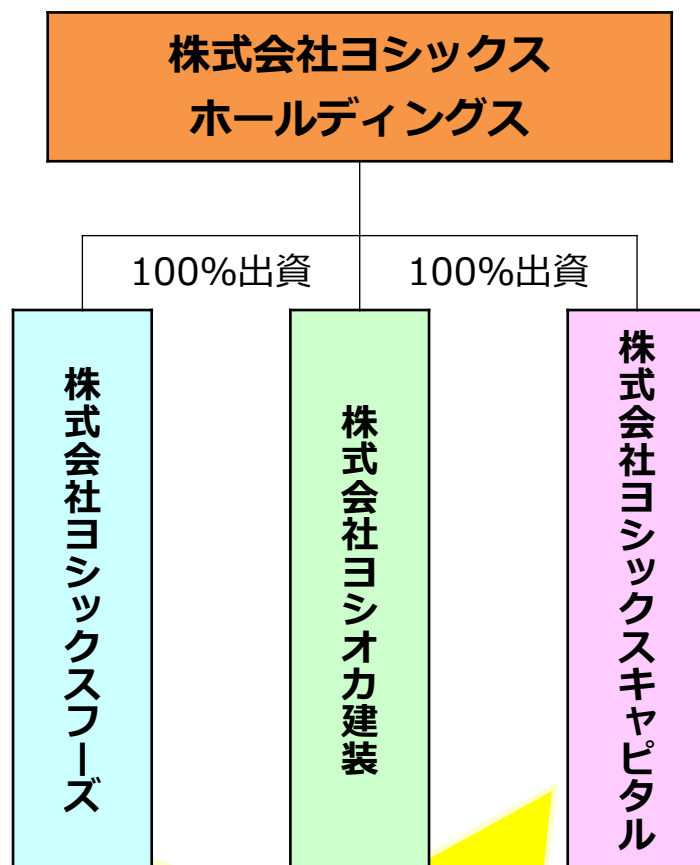 株式会社ヨシックス
ホールディングス
100%出資
100%出資
株式会社ヨシックスフーズ
株式会社ヨシオカ建装
株式会社ヨシックスキャピタル